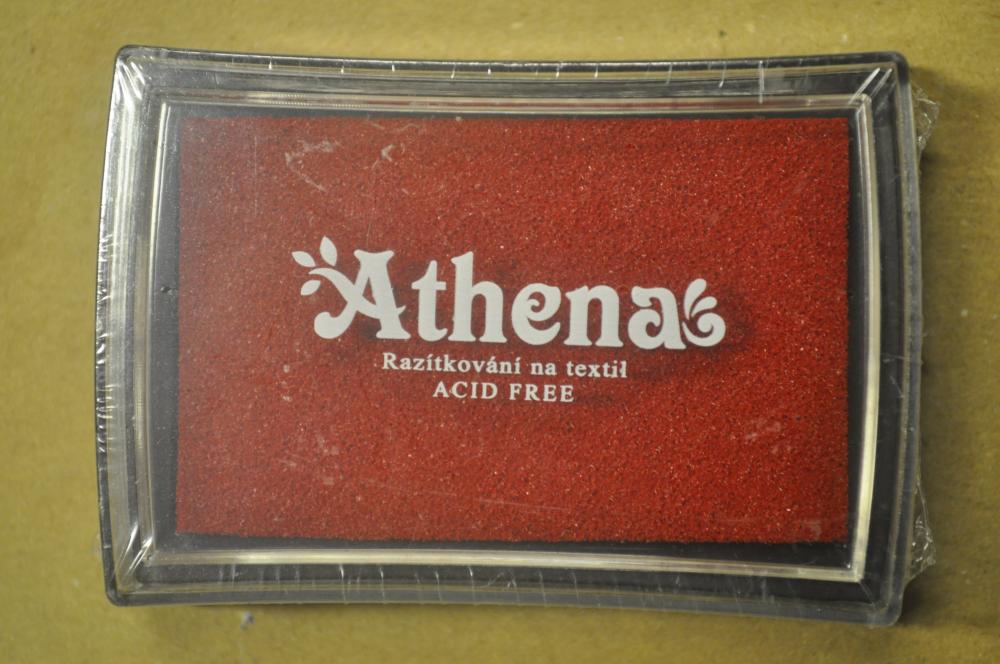 Athena
Razítkování na textil
ACID FREE